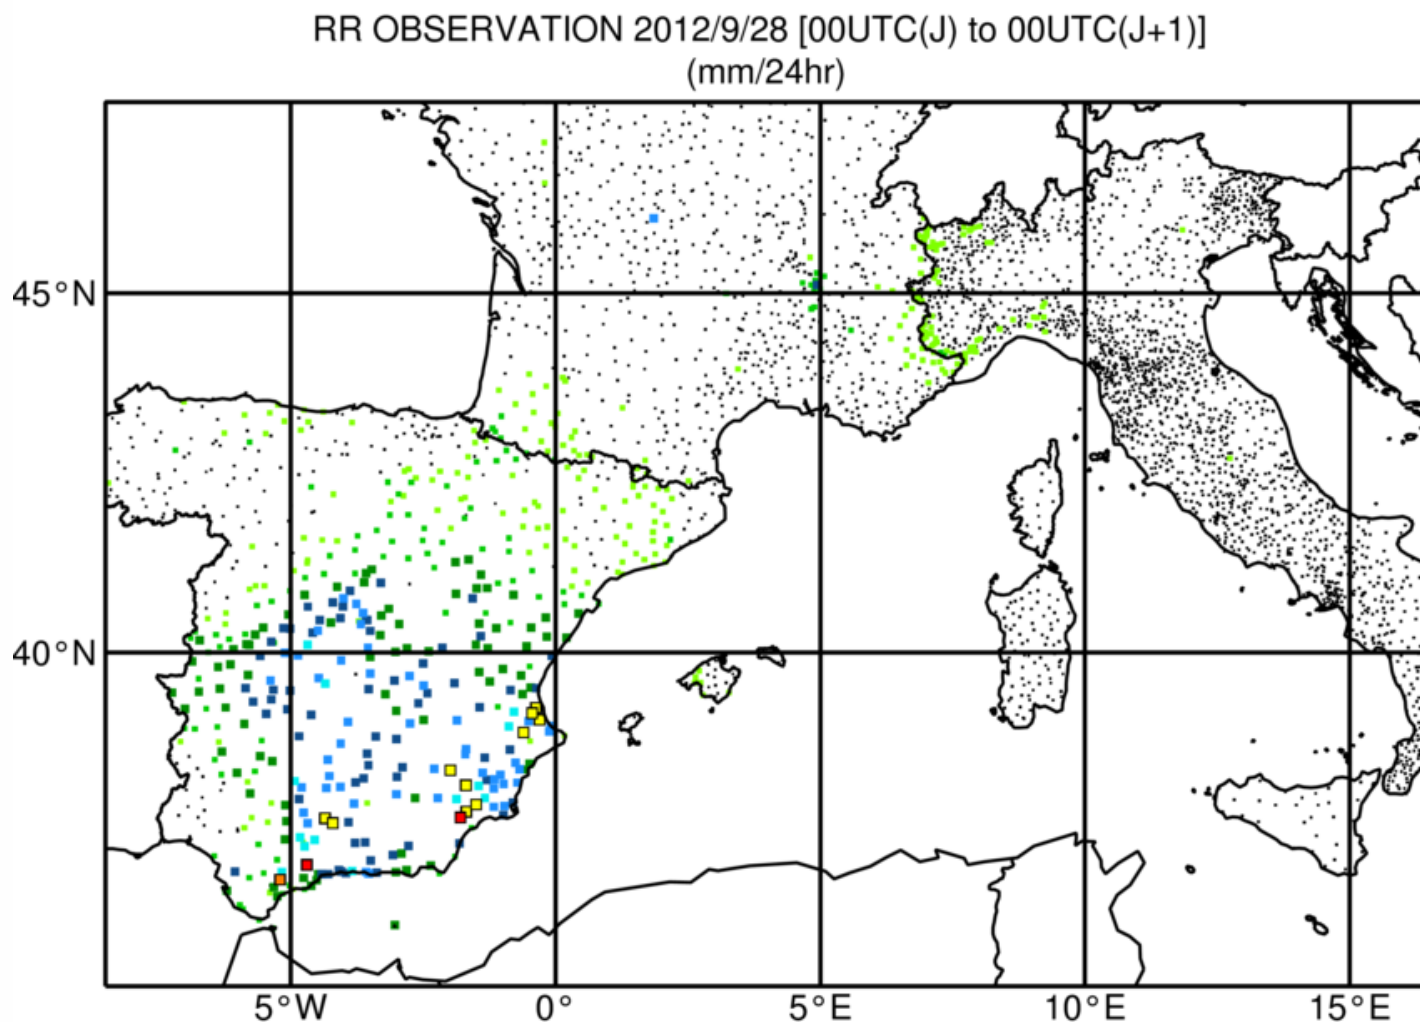 RR OBSERVATION 2012/9/28 [00UTC(J) to 00UTC(J+1)]
(mm/24hr)
45°N
40°N
5°W 0° 5°E 10°E 15°E